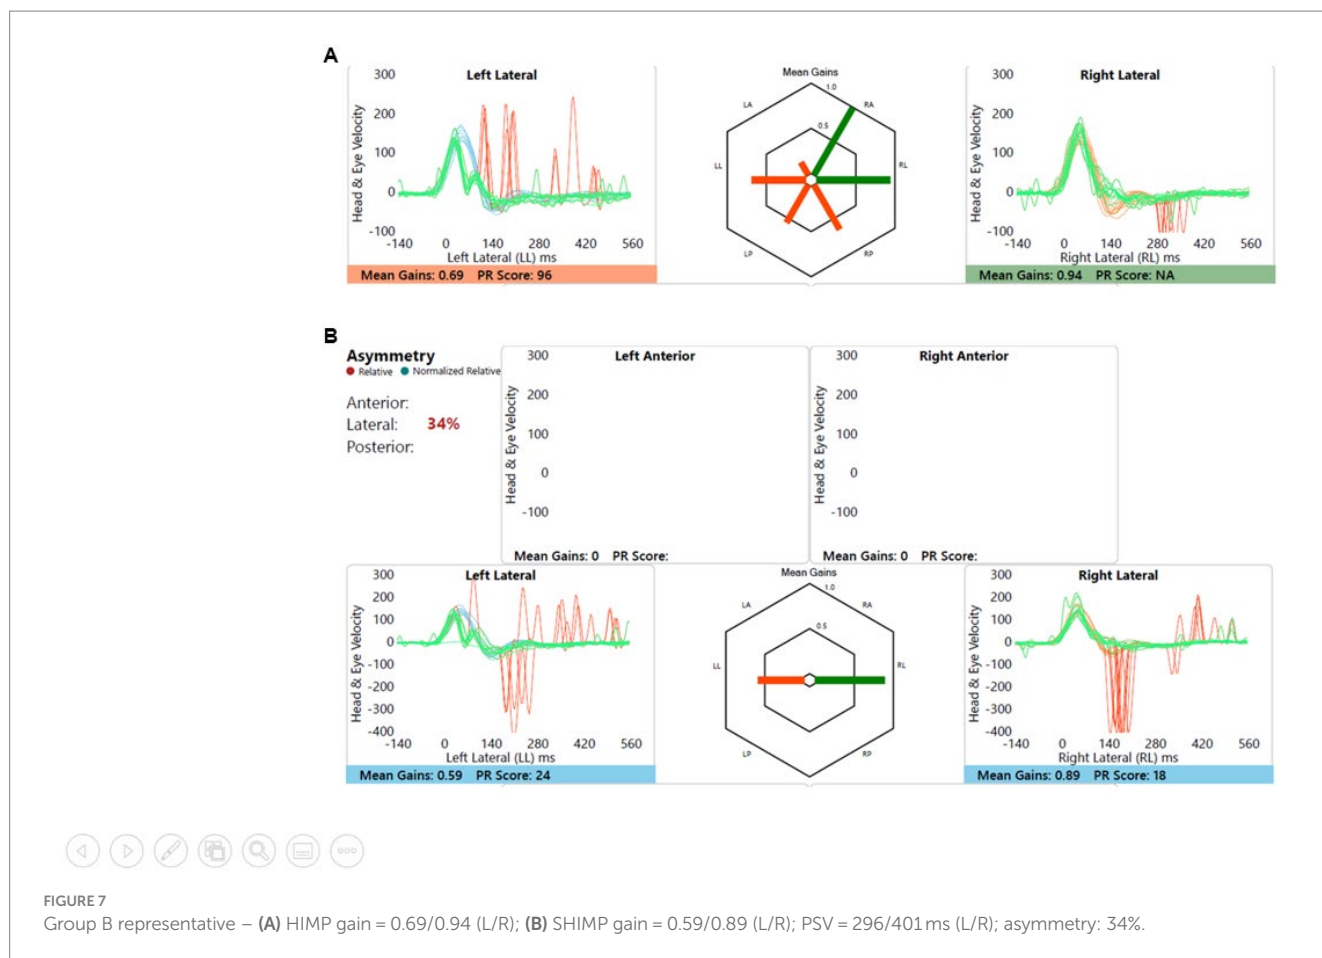 A
Left Lateral
Head & Eye Velocity
300
200
100
0
-100
-140 0 140 280 420 560
Left Lateral (LL) ms
Mean Gains: 0.69 PR Score: 96
Mean Gains
1.0
0.5
LA
RA
LL
RL
LP
RP
Right Lateral
Head & Eye Velocity
300
200
100
0
-100
-140 0 140 280 420 560
Right Lateral (RL) ms
Mean Gains: 0.94 PR Score: NA
B
Asymmetry
Relative Normalized Relative
Anterior:
Lateral: 34%
Posterior:
Left Anterior
Head & Eye Velocity
300
200
100
0
-100
Mean Gains: 0 PR Score:
Right Anterior
Head & Eye Velocity
300
200
100
0
-100
Mean Gains: 0 PR Score:
Left Lateral
Head & Eye Velocity
300
200
100
0
-100
-200
-300
-400
-140 0 140 280 420 560
Left Lateral (LL) ms
Mean Gains: 0.59 PR Score: 24
Mean Gains
1.0
0.5
LA
RA
LL
RL
LP
RP
Right Lateral
Head & Eye Velocity
300
200
100
0
-100
-200
-300
-400
-140 0 140 280 420 560
Right Lateral (RL) ms
Mean Gains: 0.89 PR Score: 18
FIGURE 7
Group B representative – (A) HIMP gain = 0.69/0.94 (L/R); (B) SHIMP gain = 0.59/0.89 (L/R); PSV = 296/401 ms (L/R); asymmetry: 34%.